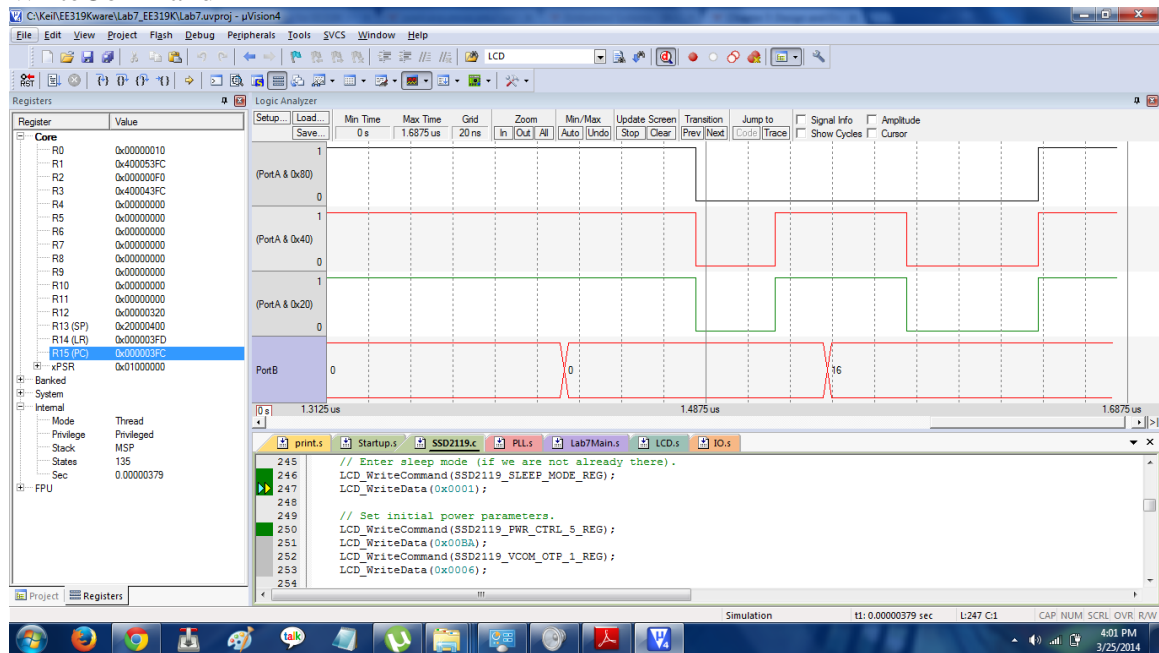 C:\Keil\EE319Kware\Lab7_EE319K\Lab7.uvproj - µVision4
File Edit View Project Flash Debug Peripherals Tools SVCS Window Help
LCD
RST
Registers
Logic Analyzer
Register Value
Core
R0 0x00000010
R1 0x400053FC
R2 0x000000F0
R3 0x400043FC
R4 0x00000000
R5 0x00000000
R6 0x00000000
R7 0x00000000
R8 0x00000000
R9 0x00000000
R10 0x00000000
R11 0x00000000
R12 0x00000320
R13 (SP) 0x20000400
R14 (LR) 0x000003FD
R15 (PC) 0x000003FC
xPSR 0x01000000
Banked
System
Internal
Mode Thread
Privilege Privileged
Stack MSP
States 135
Sec 0.00000379
FPU
Project Registers
Setup... Load... Min Time Max Time Grid Zoom Min/Max Update Screen Transition Jump to Signal Info Amplitude
Save... 0 s 1.6875 us 20 ns In Out All Auto Undo Stop Clear Prev Next Code Trace Show Cycles Cursor
1
(PortA & 0x80)
0
1
(PortA & 0x40)
0
1
(PortA & 0x20)
0
PortB 0 0 16
0 s 1.3125 us 1.4875 us 1.6875 us
print.s Startup.s SSD2119.c PLL.s Lab7Main.s LCD.s IO.s
245 // Enter sleep mode (if we are not already there).
246 LCD_WriteCommand(SSD2119_SLEEP_MODE_REG);
247 LCD_WriteData(0x0001);
248
249 // Set initial power parameters.
250 LCD_WriteCommand(SSD2119_PWR_CTRL_5_REG);
251 LCD_WriteData(0x00BA);
252 LCD_WriteCommand(SSD2119_VCOM_OTP_1_REG);
253 LCD_WriteData(0x0006);
254
Simulation t1: 0.00000379 sec L:247 C:1 CAP NUM SCRL OVR R/W
talk
4:01 PM
3/25/2014